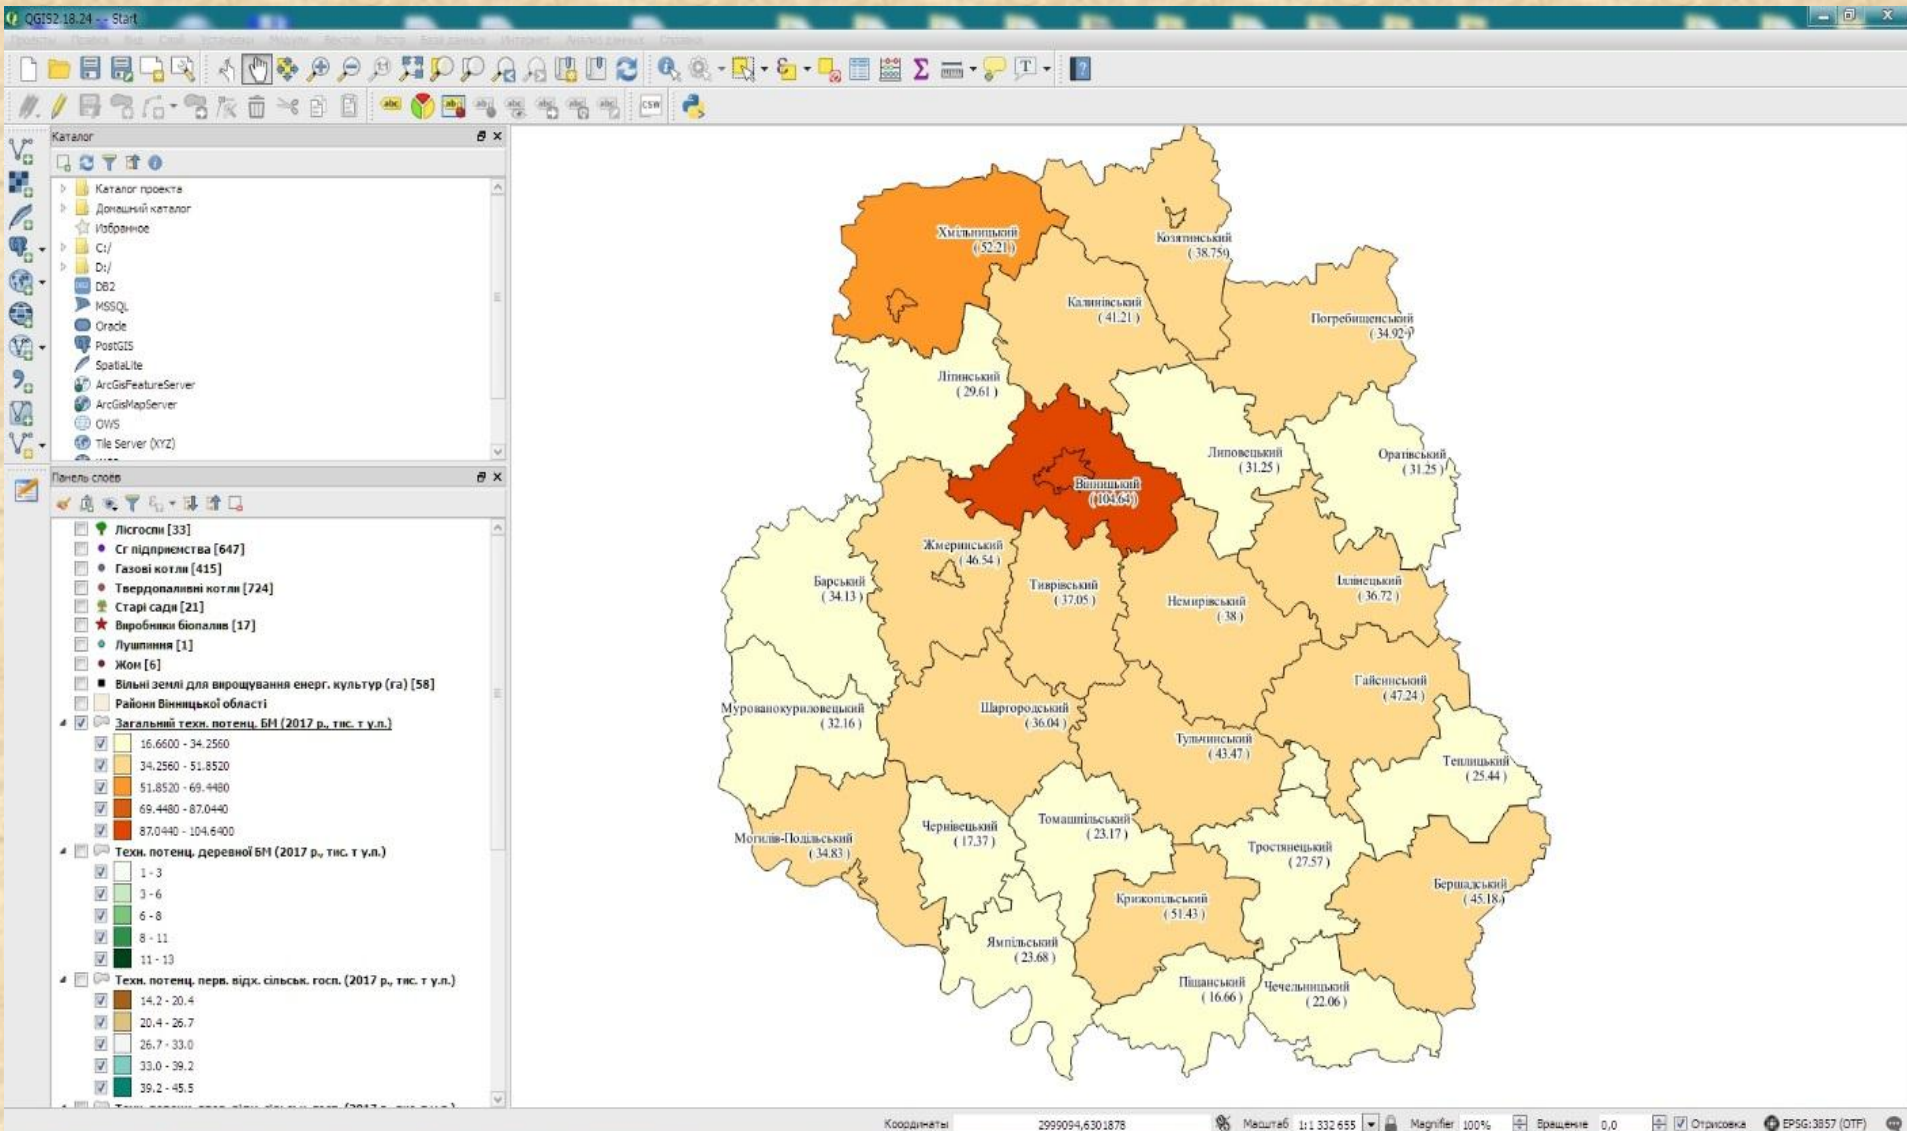 QGIS2.18.24 - - Start
T
CSW
Каталог
Каталог проекта
Домашний каталог
Избранное
C:/
D:/
DB2
MSSQL
Oracle
PostGIS
SpatiaLite
ArcGisFeatureServer
ArcGisMapServer
OWS
Tile Server (XYZ)
Панель слоёв
Лісгоспи [33]
Сг підприємства [647]
Газові котли [415]
Твердопаливні котли [724]
Старі сади [21]
Виробники біопалив [17]
Лушпиння [1]
Жом [6]
Вільні землі для вирощування енерг. культур (га) [58]
Райони Вінницької області
Загальний техн. потенц. БМ (2017 р., тис. т у.п.)
16.6600 - 34.2560
34.2560 - 51.8520
51.8520 - 69.4480
69.4480 - 87.0440
87.0440 - 104.6400
Техн. потенц. деревної БМ (2017 р., тис. т у.п.)
1 - 3
3 - 6
6 - 8
8 - 11
11 - 13
Техн. потенц. перв. відх. сільськ. госп. (2017 р., тис. т у.п.)
14.2 - 20.4
20.4 - 26.7
26.7 - 33.0
33.0 - 39.2
39.2 - 45.5
Хмільницький
( 52.21 )
Козятинський
( 38.759
Калинівський
( 41.21 )
Погребищенський
( 34.929
Літинський
( 29.61 )
Липовецький
( 31.25 )
Оратівський
( 31.25 )
Вінницький
( 104.64 )
Жмеринський
( 46.54 )
Барський
( 34.13 )
Тиврівський
( 37.05 )
Немирівський
( 38 )
Іллінецький
( 36.72 )
Гайсинський
( 47.24 )
Мурованокуриловецький
( 32.16 )
Шаргородський
( 36.04 )
Тульчинський
( 43.47 )
Теплицький
( 25.44 )
Могилів-Подільський
( 34.83 )
Чернівецький
( 17.37 )
Томашпільський
( 23.17 )
Тростянецький
( 27.57 )
Бершадський
( 45.18 )
Крижопільський
( 51.43 )
Ямпільський
( 23.68 )
Піщанський
( 16.66 )
Чечельницький
( 22.06 )
Координаты 2999094,6301878 Масштаб 1:1 332 655 Magnifier 100% Вращение 0,0 Отрисовка EPSG:3857 (OTF)